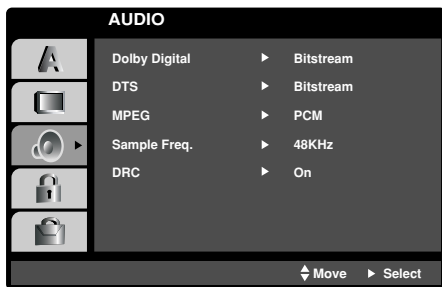 AUDIO
A
Dolby Digital ► Bitstream
DTS ► Bitstream
MPEG ► PCM
Sample Freq. ► 48KHz
DRC ► On
Move ► Select